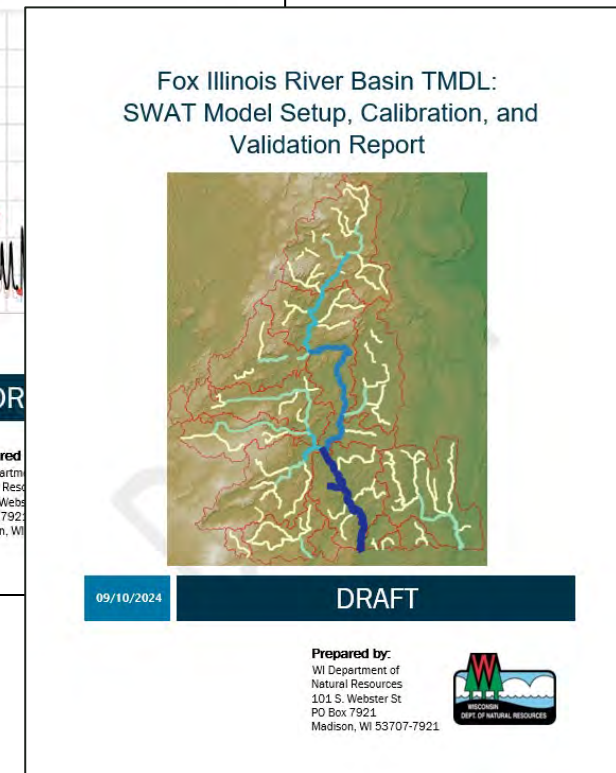 Fox Illinois River Basin TMDL:
SWAT Model Setup, Calibration, and
Validation Report
09/10/2024
DRAFT
Prepared by:
WI Department of
Natural Resources
101 S. Webster St
PO Box 7921
Madison, WI 53707-7921
WISCONSIN
DEPT. OF NATURAL RESOURCES